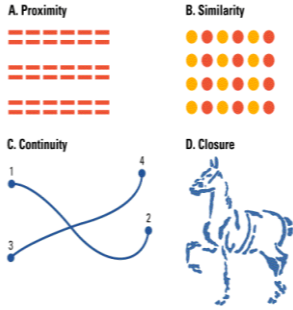 A. Proximity
B. Similarity
C. Continuity
D. Closure
1
4
2
3